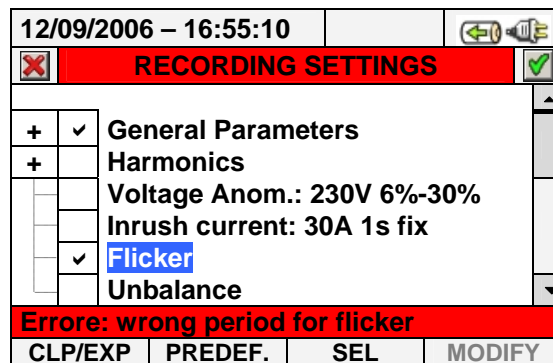 12/09/2006 – 16:55:10
RECORDING SETTINGS
+ General Parameters
+ Harmonics
Voltage Anom.: 230V 6%-30%
Inrush current: 30A 1s fix
Flicker
Unbalance
Errore: wrong period for flicker
CLP/EXP PREDEF. SEL MODIFY